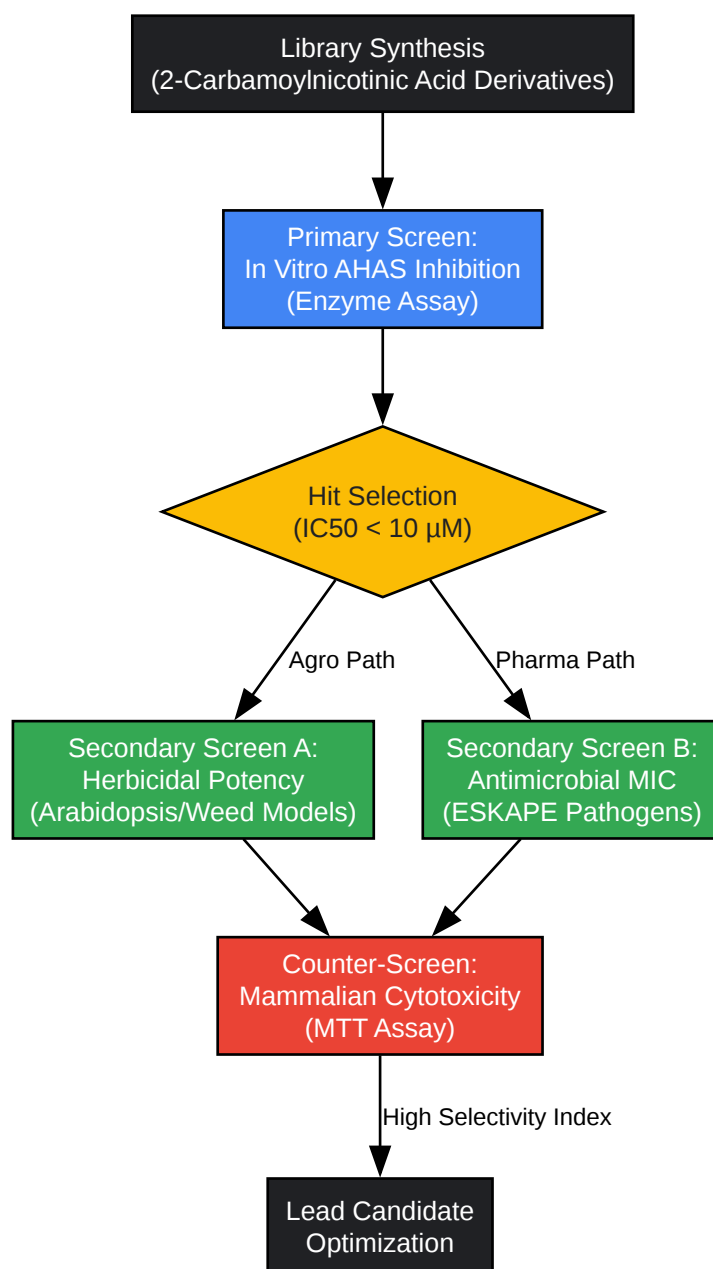 Library Synthesis
(2-Carbamoylnicotinic Acid Derivatives)
Primary Screen:
In Vitro AHAS Inhibition
(Enzyme Assay)
Hit Selection
(IC50 < 10 µM)
Agro Path
Pharma Path
Secondary Screen A:
Herbicidal Potency
(Arabidopsis/Weed Models)
Secondary Screen B:
Antimicrobial MIC
(ESKAPE Pathogens)
Counter-Screen:
Mammalian Cytotoxicity
(MTT Assay)
High Selectivity Index
Lead Candidate
Optimization